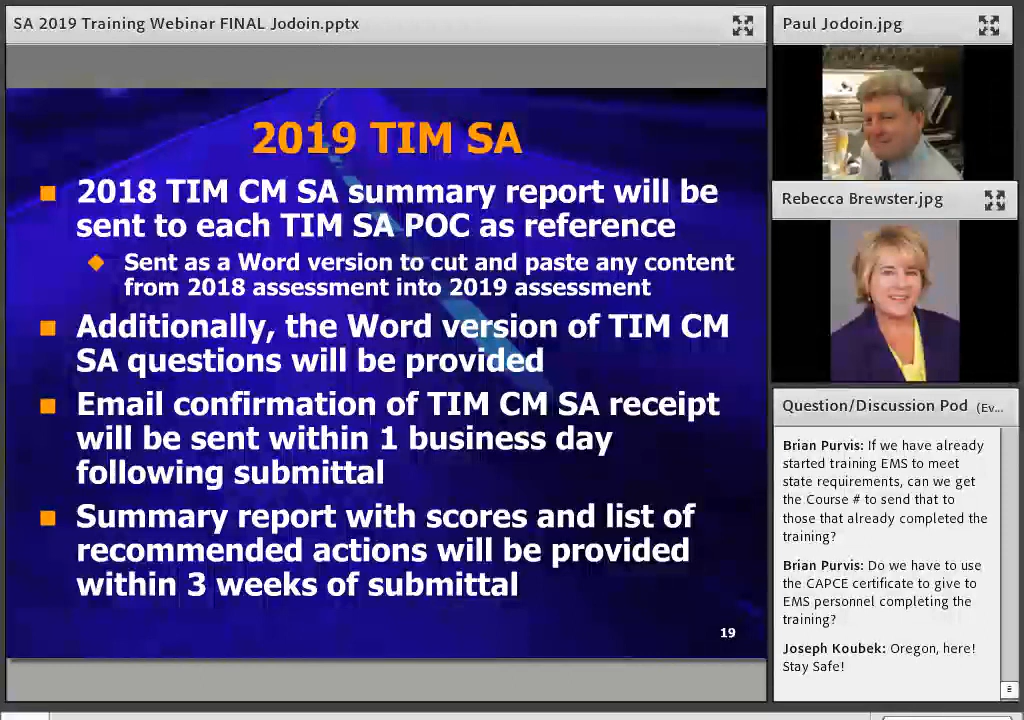 SA 2019 Training Webinar FINAL Jodoin.pptx
2019 TIM SA
2018 TIM CM SA summary report will be
sent to each TIM SA POC as reference
Sent as a Word version to cut and paste any content
from 2018 assessment into 2019 assessment
Additionally, the Word version of TIM CM
SA questions will be provided
Email confirmation of TIM CM SA receipt
will be sent within 1 business day
following submittal
Summary report with scores and list of
recommended actions will be provided
within 3 weeks of submittal
19
Paul Jodoin.jpg
Rebecca Brewster.jpg
Question/Discussion Pod (Ev...
Brian Purvis: If we have already
started training EMS to meet
state requirements, can we get
the Course # to send that to
those that already completed the
training?
Brian Purvis: Do we have to use
the CAPCE certificate to give to
EMS personnel completing the
training?
Joseph Koubek: Oregon, here!
Stay Safe!